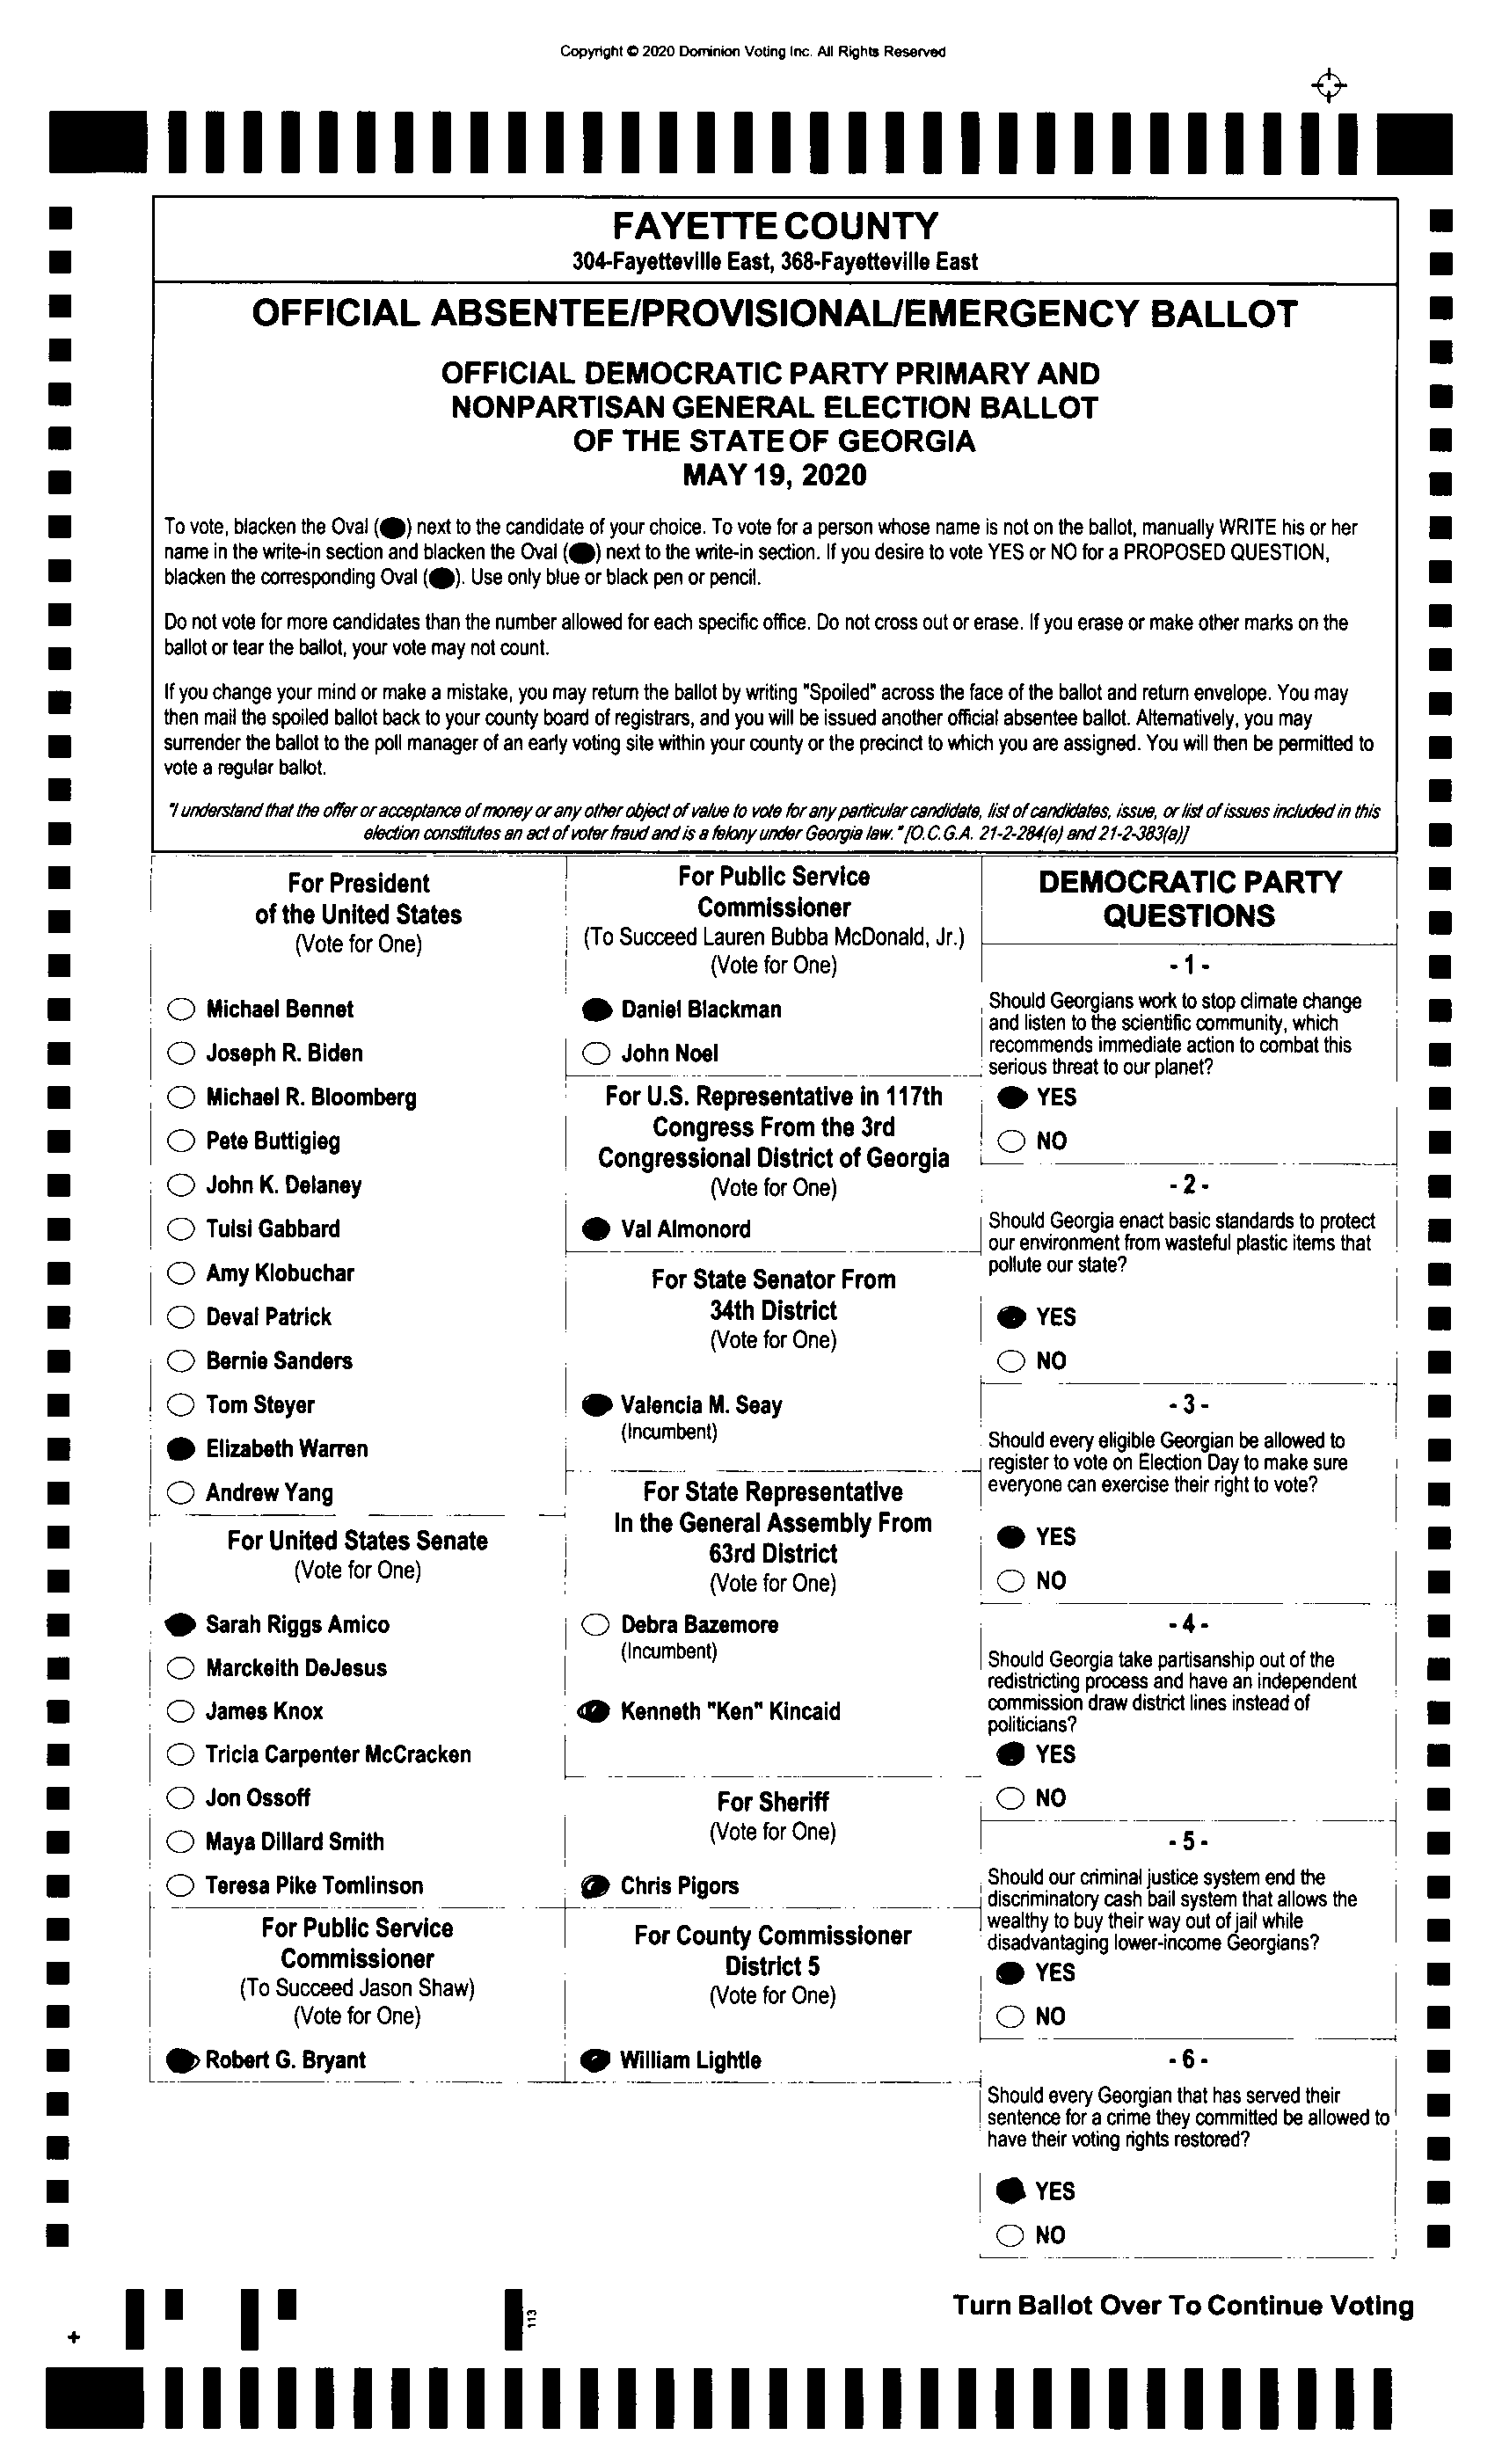 Copyright © 2020 Dominion Voting Inc. All Rights Reserved
FAYETTE COUNTY
304-Fayetteville East, 368-Fayetteville East
OFFICIAL ABSENTEE/PROVISIONAL/EMERGENCY BALLOT
OFFICIAL DEMOCRATIC PARTY PRIMARY AND
NONPARTISAN GENERAL ELECTION BALLOT
OF THE STATE OF GEORGIA
MAY 19, 2020
To vote, blacken the Oval ( ) next to the candidate of your choice. To vote for a person whose name is not on the ballot, manually WRITE his or her
name in the write-in section and blacken the Oval ( ) next to the write-in section. If you desire to vote YES or NO for a PROPOSED QUESTION,
blacken the corresponding Oval ( ). Use only blue or black pen or pencil.
Do not vote for more candidates than the number allowed for each specific office. Do not cross out or erase. If you erase or make other marks on the
ballot or tear the ballot, your vote may not count.
If you change your mind or make a mistake, you may return the ballot by writing "Spoiled" across the face of the ballot and return envelope. You may
then mail the spoiled ballot back to your county board of registrars, and you will be issued another official absentee ballot. Alternatively, you may
surrender the ballot to the poll manager of an early voting site within your county or the precinct to which you are assigned. You will then be permitted to
vote a regular ballot.
"I understand that the offer or acceptance of money or any other object of value to vote for any particular candidate, list of candidates, issue, or list of issues included in this
election constitutes an act of voter fraud and is a felony under Georgia law." [O.C.G.A. 21-2-284(e) and 21-2-383(a)]
For President
of the United States
(Vote for One)
Michael Bennet
Joseph R. Biden
Michael R. Bloomberg
Pete Buttigieg
John K. Delaney
Tulsi Gabbard
Amy Klobuchar
Deval Patrick
Bernie Sanders
Tom Steyer
Elizabeth Warren
Andrew Yang
For United States Senate
(Vote for One)
Sarah Riggs Amico
Marckeith DeJesus
James Knox
Tricia Carpenter McCracken
Jon Ossoff
Maya Dillard Smith
Teresa Pike Tomlinson
For Public Service
Commissioner
(To Succeed Jason Shaw)
(Vote for One)
Robert G. Bryant
For Public Service
Commissioner
(To Succeed Lauren Bubba McDonald, Jr.)
(Vote for One)
Daniel Blackman
John Noel
For U.S. Representative in 117th
Congress From the 3rd
Congressional District of Georgia
(Vote for One)
Val Almonord
For State Senator From
34th District
(Vote for One)
Valencia M. Seay
(Incumbent)
For State Representative
In the General Assembly From
63rd District
(Vote for One)
Debra Bazemore
(Incumbent)
Kenneth "Ken" Kincaid
For Sheriff
(Vote for One)
Chris Pigors
For County Commissioner
District 5
(Vote for One)
William Lightle
DEMOCRATIC PARTY
QUESTIONS
- 1 -
Should Georgians work to stop climate change
and listen to the scientific community, which
recommends immediate action to combat this
serious threat to our planet?
YES
NO
- 2 -
Should Georgia enact basic standards to protect
our environment from wasteful plastic items that
pollute our state?
YES
NO
- 3 -
Should every eligible Georgian be allowed to
register to vote on Election Day to make sure
everyone can exercise their right to vote?
YES
NO
- 4 -
Should Georgia take partisanship out of the
redistricting process and have an independent
commission draw district lines instead of
politicians?
YES
NO
- 5 -
Should our criminal justice system end the
discriminatory cash bail system that allows the
wealthy to buy their way out of jail while
disadvantaging lower-income Georgians?
YES
NO
- 6 -
Should every Georgian that has served their
sentence for a crime they committed be allowed to
have their voting rights restored?
YES
NO
Turn Ballot Over To Continue Voting
113